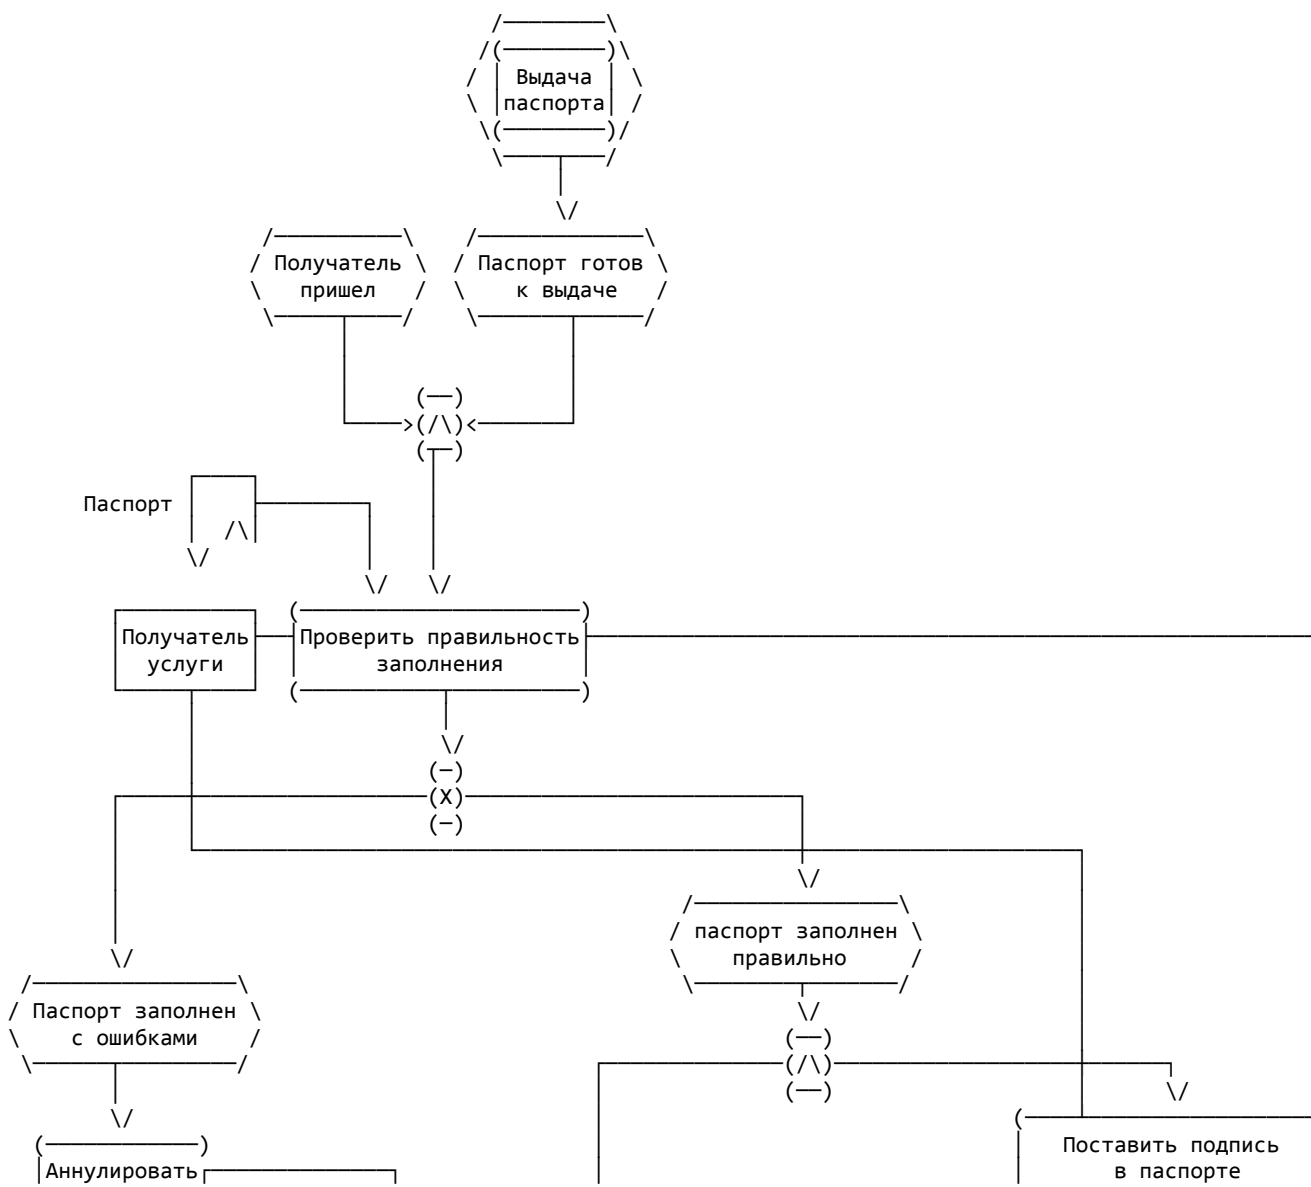 Выдача
паспорта
Получатель
пришел
Паспорт готов
к выдаче
/\
Паспорт
Получатель
услуги
Проверить правильность
заполнения
X
паспорт заполнен
правильно
Паспорт заполнен
с ошибками
/\
Поставить подпись
в паспорте
Аннулировать